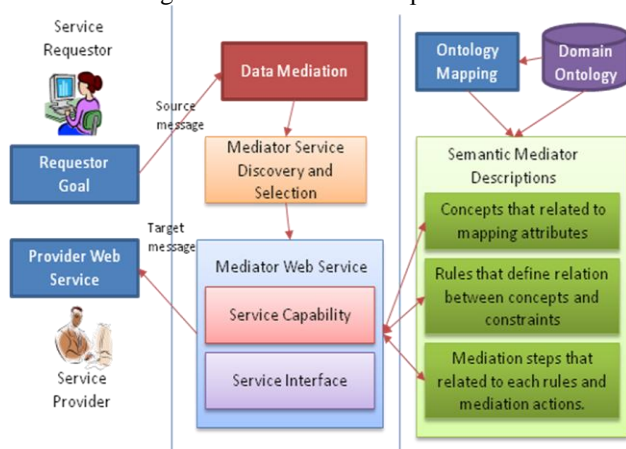 Service
Requestor
Requestor
Goal
Source
message
Target
message
Provider Web
Service
Service
Provider
Data Mediation
Mediator Service
Discovery and
Selection
Mediator Web Service
Service Capability
Service Interface
Ontology
Mapping
Domain
Ontology
Semantic Mediator
Descriptions
Concepts that related to
mapping attributes
Rules that define relation
between concepts and
constraints
Mediation steps that
related to each rules and
mediation actions.